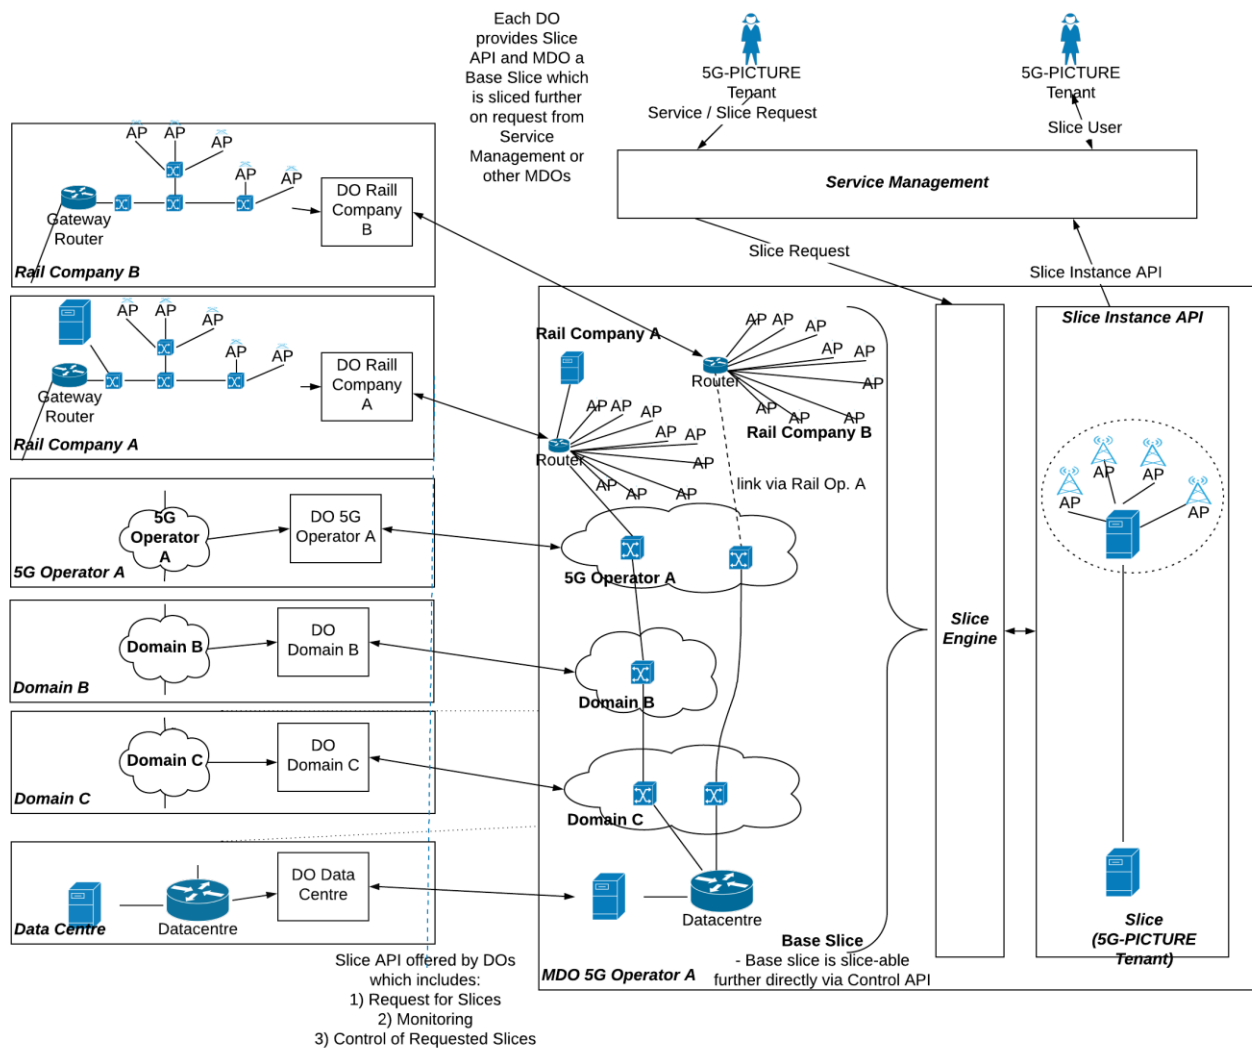 Each DO
provides Slice
API and MDO a
Base Slice which
is sliced further
on request from
Service
Management or
other MDOs
5G-PICTURE
Tenant
Service / Slice Request
5G-PICTURE
Tenant
Slice User
Service Management
Slice Request
Slice Instance API
AP
AP
AP
AP
AP
Gateway
Router
DO Raill
Company
B
Rail Company B
AP
AP
AP
AP
AP
Gateway
Router
DO Raill
Company
A
Rail Company A
5G
Operator
A
DO 5G
Operator A
5G Operator A
Domain B
DO
Domain B
Domain B
Domain C
DO
Domain C
Domain C
DO Data
Centre
Datacentre
Data Centre
Slice API offered by DOs
which includes:
1) Request for Slices
2) Monitoring
3) Control of Requested Slices
Rail Company A
Router
AP
AP
AP
AP
AP
AP
AP
AP
AP
Router
AP
AP
AP
AP
AP
AP
AP
AP
AP
Rail Company B
link via Rail Op. A
5G Operator A
Domain B
Domain C
Datacentre
Base Slice
- Base slice is slice-able
further directly via Control API
MDO 5G Operator A
Slice
Engine
Slice Instance API
AP
AP
AP
AP
Slice
(5G-PICTURE
Tenant)